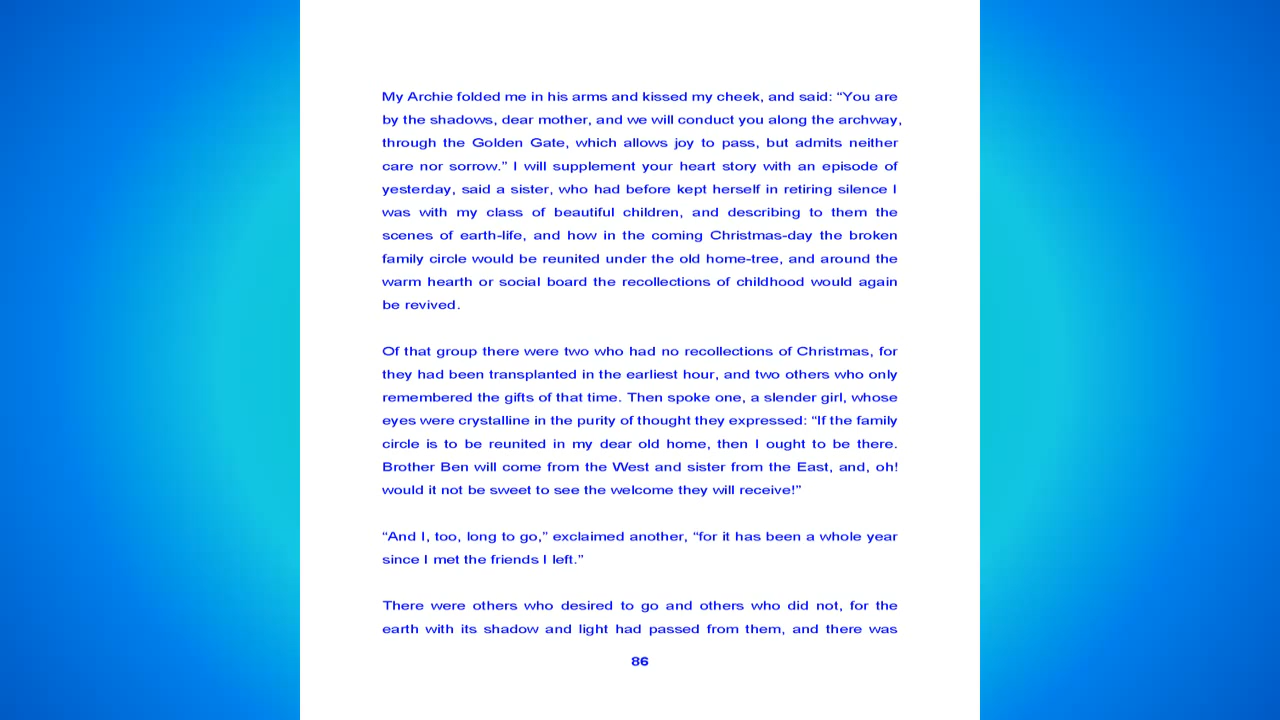 My Archie folded me in his arms and kissed my cheek, and said: “You are
by the shadows, dear mother, and we will conduct you along the archway,
through the Golden Gate, which allows joy to pass, but admits neither
care nor sorrow.” I will supplement your heart story with an episode of
yesterday, said a sister, who had before kept herself in retiring silence I
was with my class of beautiful children, and describing to them the
scenes of earth-life, and how in the coming Christmas-day the broken
family circle would be reunited under the old home-tree, and around the
warm hearth or social board the recollections of childhood would again
be revived.
Of that group there were two who had no recollections of Christmas, for
they had been transplanted in the earliest hour, and two others who only
remembered the gifts of that time. Then spoke one, a slender girl, whose
eyes were crystalline in the purity of thought they expressed: “If the family
circle is to be reunited in my dear old home, then I ought to be there.
Brother Ben will come from the West and sister from the East, and, oh!
would it not be sweet to see the welcome they will receive!”
“And I, too, long to go,” exclaimed another, “for it has been a whole year
since I met the friends I left.”
There were others who desired to go and others who did not, for the
earth with its shadow and light had passed from them, and there was
86